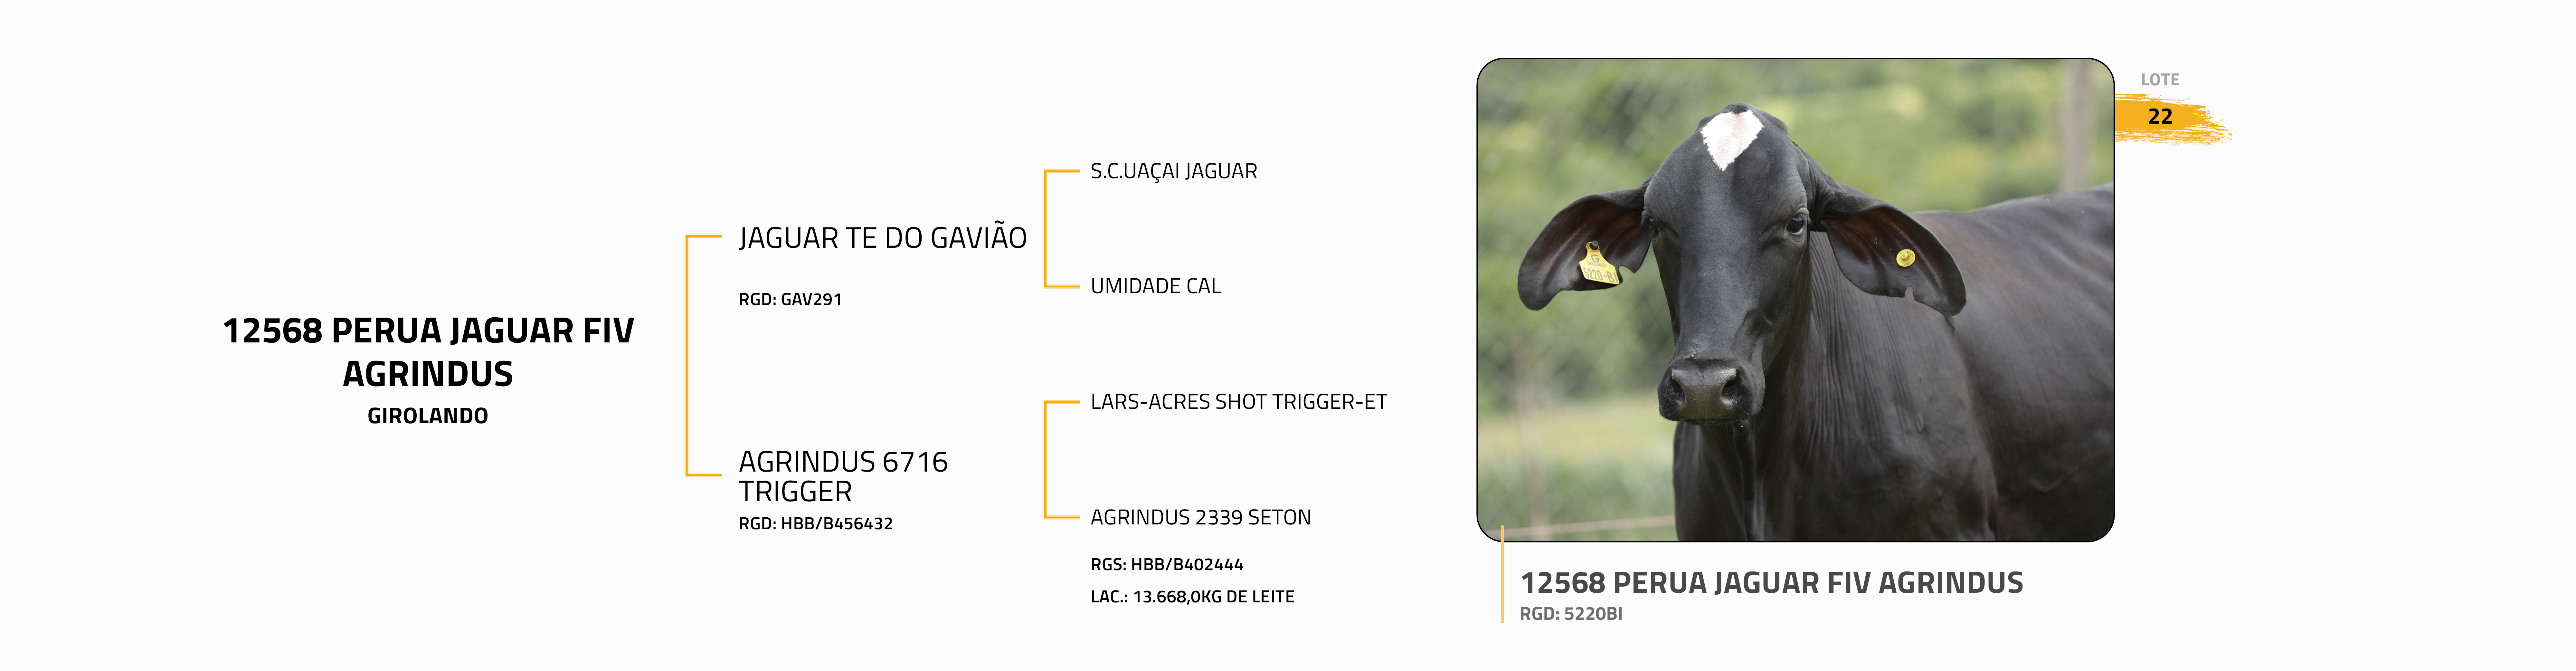 12568 PERUA JAGUAR FIV
AGRINDUS
GIROLANDO
JAGUAR TE DO GAVIÃO
RGD: GAV291
AGRINDUS 6716
TRIGGER
RGD: HBB/B456432
S.C.UAÇAI JAGUAR
UMIDADE CAL
LARS-ACRES SHOT TRIGGER-ET
AGRINDUS 2339 SETON
RGS: HBB/B402444
LAC.: 13.668,0KG DE LEITE
5220-BI
LOTE
22
12568 PERUA JAGUAR FIV AGRINDUS
RGD: 5220BI